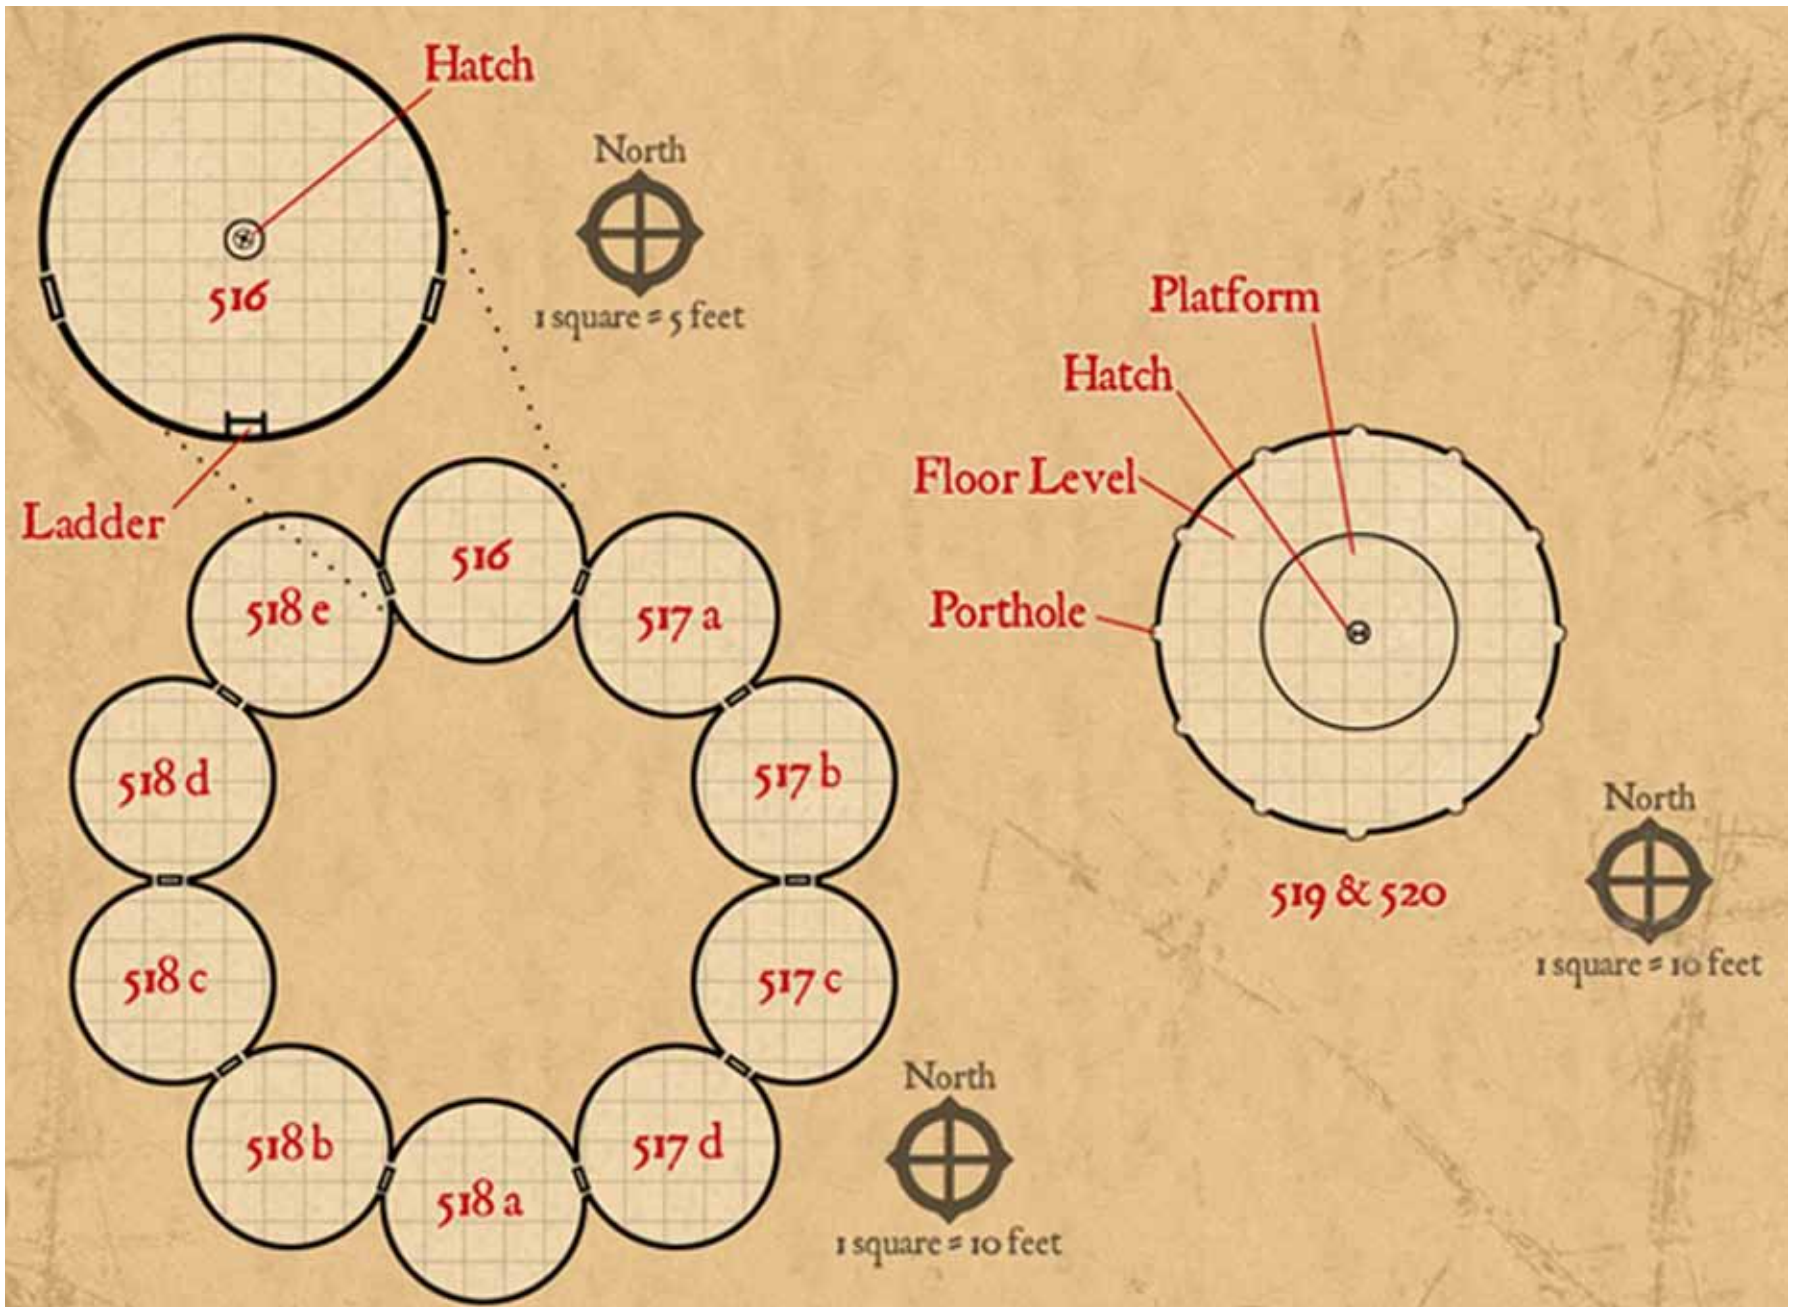 Hatch
North
516
1 square = 5 feet
Ladder
Platform
Hatch
Floor Level
Porthole
516
518 e
517 a
518 d
517 b
518 c
517 c
518 b
517 d
518 a
519 & 520
North
1 square = 10 feet
North
1 square = 10 feet